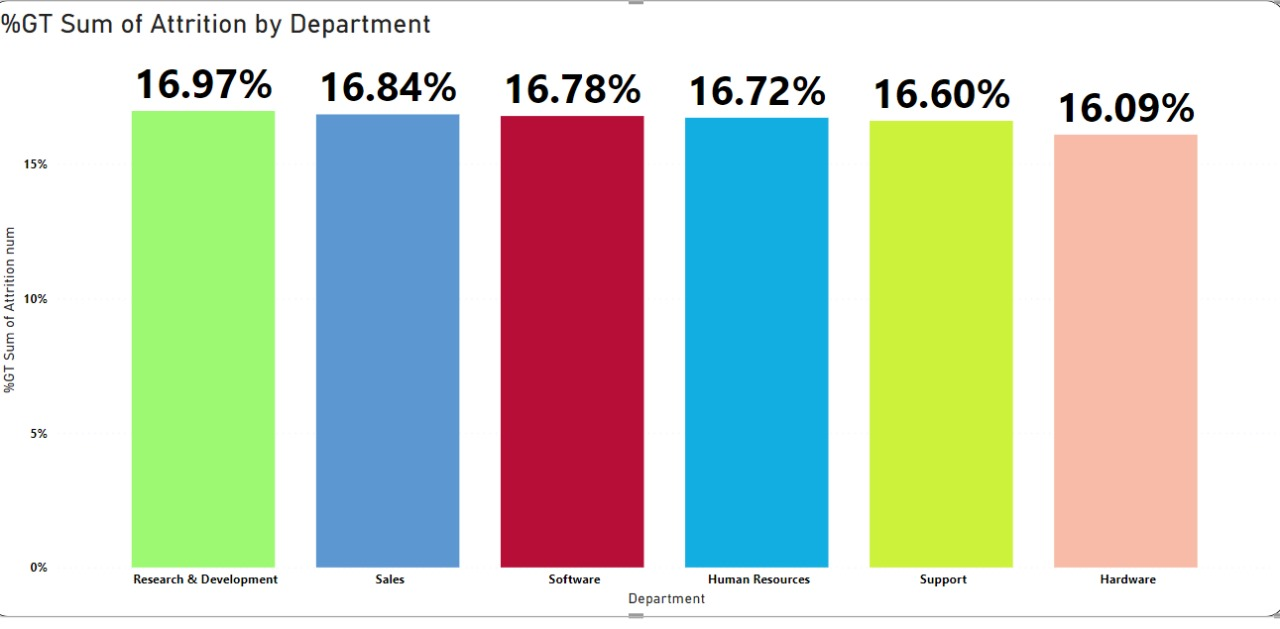 %GT Sum of Attrition by Department
16.97%
16.84%
16.78%
16.72%
16.60%
16.09%
15%
10%
5%
0%
%GT Sum of Attrition num
Research & Development
Sales
Software
Human Resources
Support
Hardware
Department